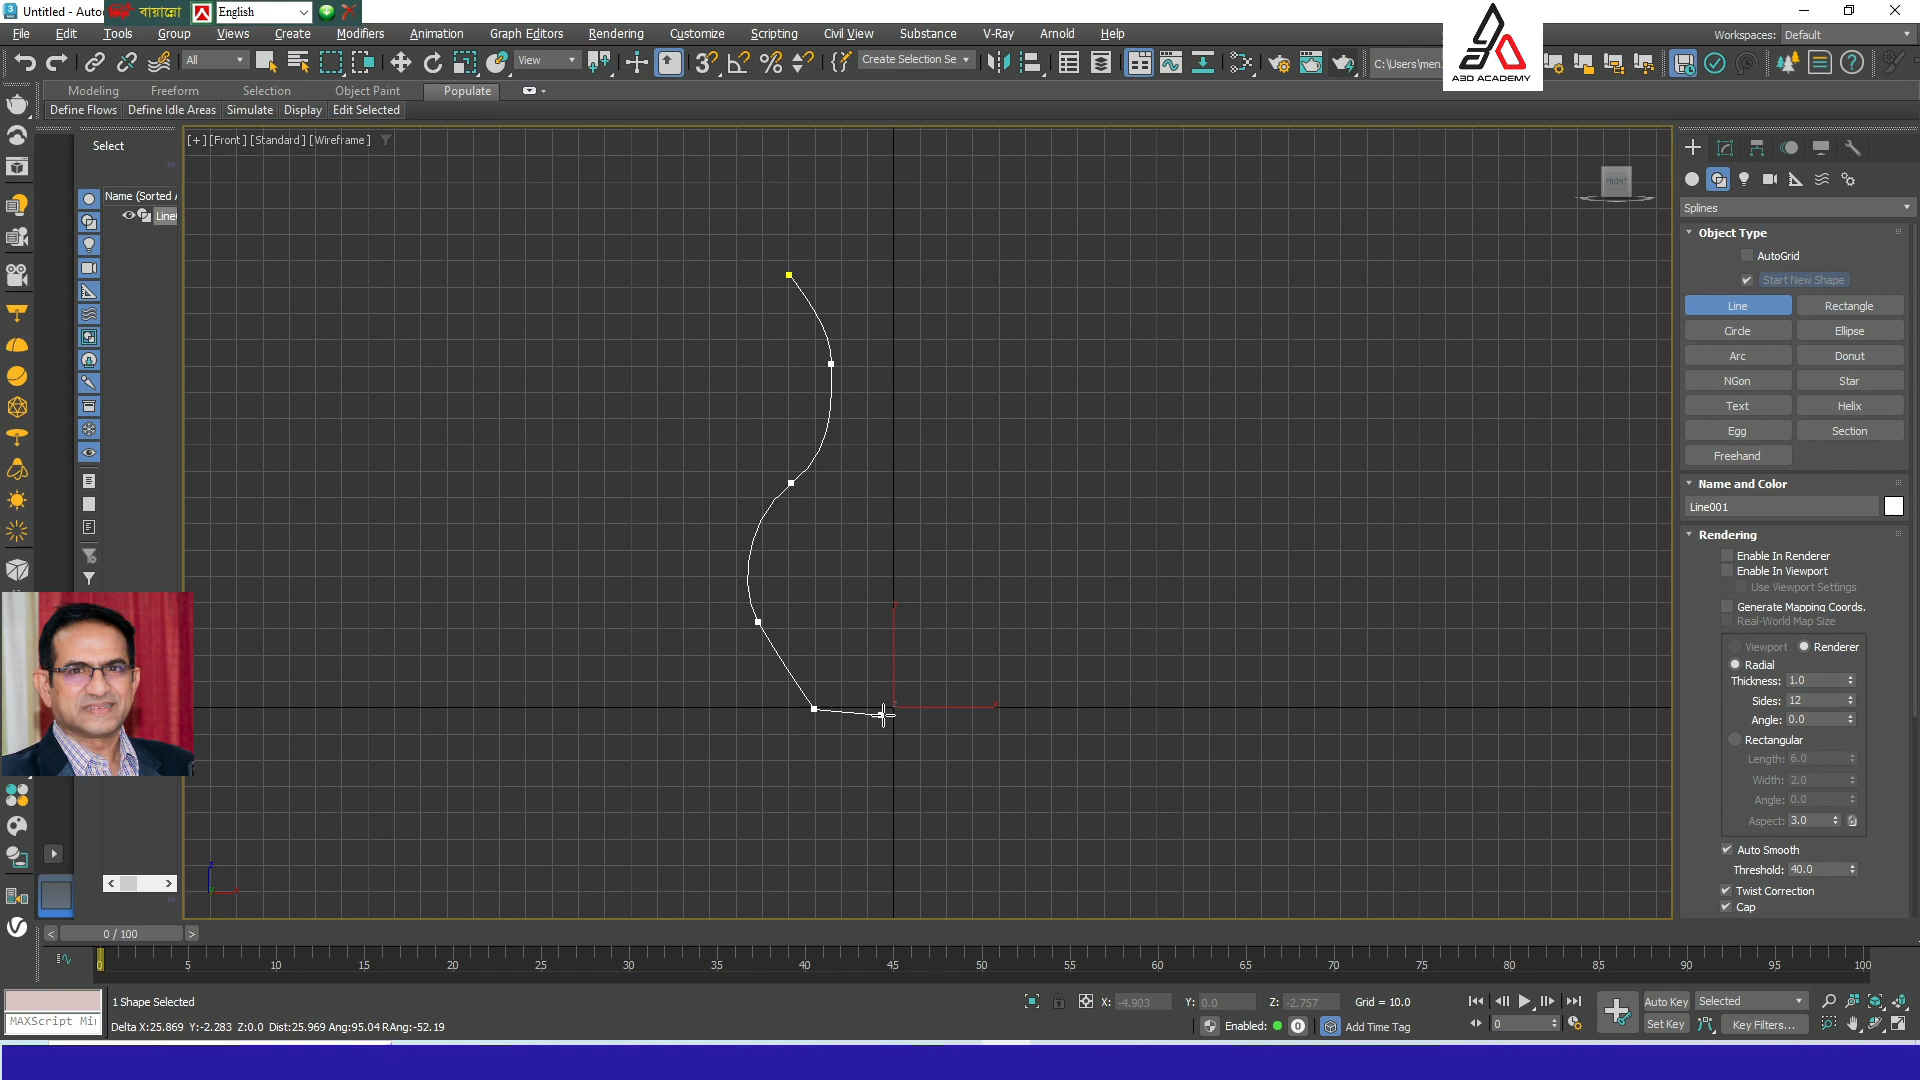 Untitled - Auto
বায়ান্নো
English
Workspaces: Default
File Edit Tools Group Views Create Modifiers Animation Graph Editors Rendering Customize Scripting Civil View Substance V-Ray Arnold Help
All
View
Create Selection Se
C:\Users\men
A3D ACADEMY
Modeling Freeform Selection Object Paint Populate
Define Flows Define Idle Areas Simulate Display Edit Selected
Select
[+] [Front] [Standard] [Wireframe]
FRONT
Name (Sorted A
Line
Splines
Object Type
AutoGrid
Start New Shape
Line Rectangle
Circle Ellipse
Arc Donut
NGon Star
Text Helix
Egg Section
Freehand
Name and Color
Line001
Rendering
Enable In Renderer
Enable In Viewport
Use Viewport Settings
Generate Mapping Coords.
Real-World Map Size
Viewport Renderer
Radial
Thickness: 1.0
Sides: 12
Angle: 0.0
Rectangular
Length: 6.0
Width: 2.0
Angle: 0.0
Aspect: 3.0
Auto Smooth
Threshold: 40.0
Twist Correction
Cap
0 / 100
0 5 10 15 20 25 30 35 40 45 50 55 60 65 70 75 80 85 90 95 100
1 Shape Selected
X: -4.903 Y: 0.0 Z: -2.757 Grid = 10.0
Auto Key Selected
MAXScript Mi
Delta X:25.869 Y:-2.283 Z:0.0 Dist:25.969 Ang:95.04 RAng:-52.19
Enabled: 0 Add Time Tag
0
Set Key Key Filters...